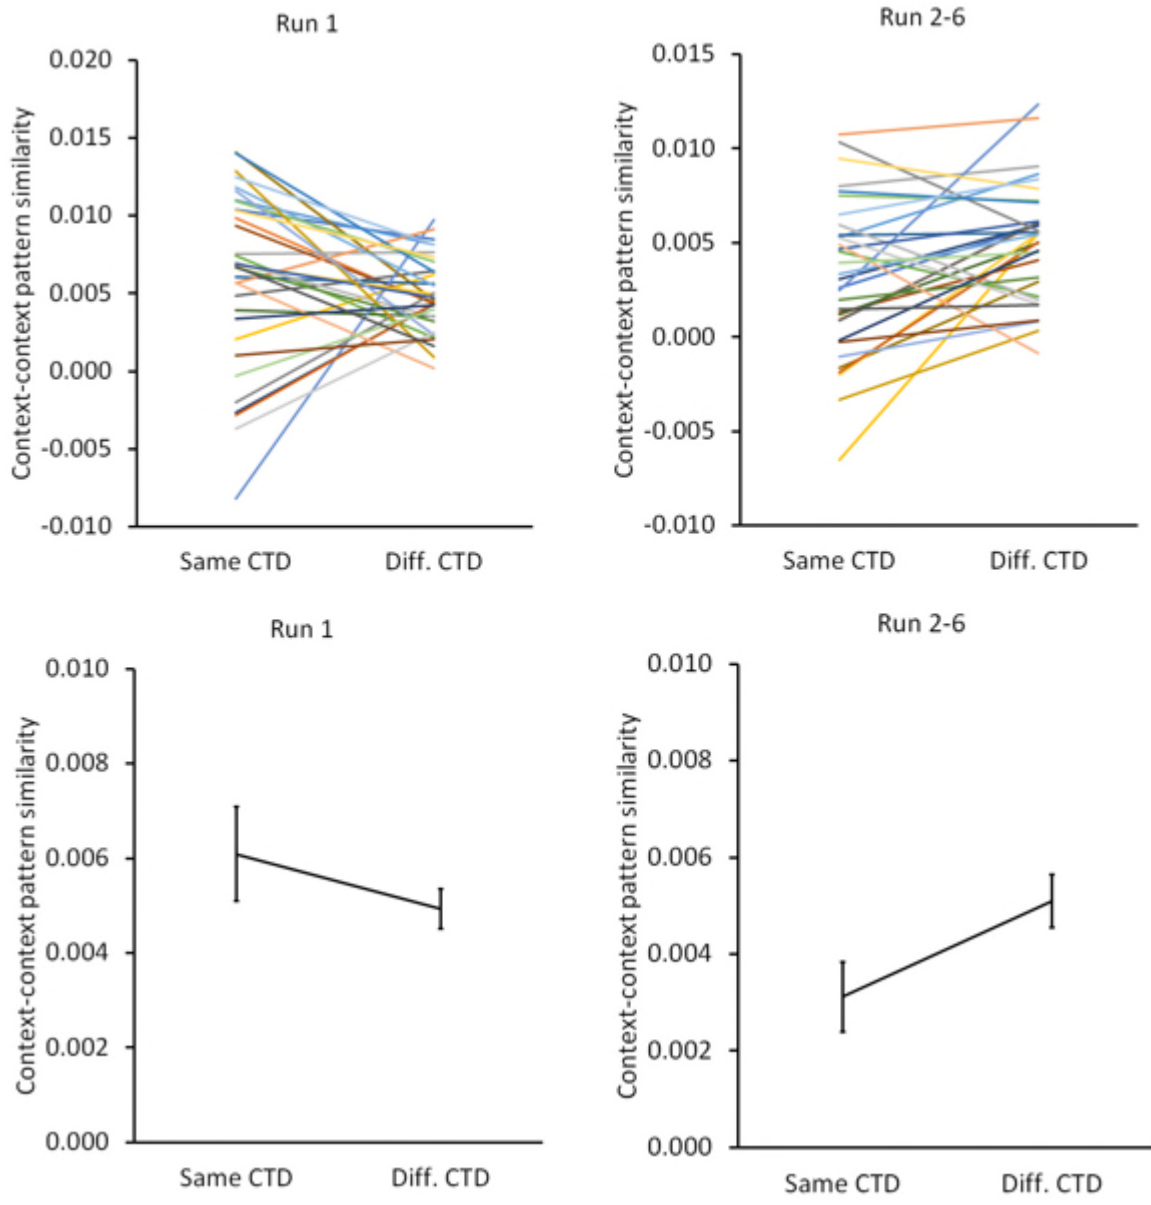 Run 1
Context-context pattern similarity
0.020
0.015
0.010
0.005
0.000
-0.005
-0.010
Same CTD
Diff. CTD
Run 2-6
Context-context pattern similarity
0.015
0.010
0.005
0.000
-0.005
-0.010
Same CTD
Diff. CTD
Run 1
Context-context pattern similarity
0.010
0.008
0.006
0.004
0.002
0.000
Same CTD
Diff. CTD
Run 2-6
Context-context pattern similarity
0.010
0.008
0.006
0.004
0.002
0.000
Same CTD
Diff. CTD